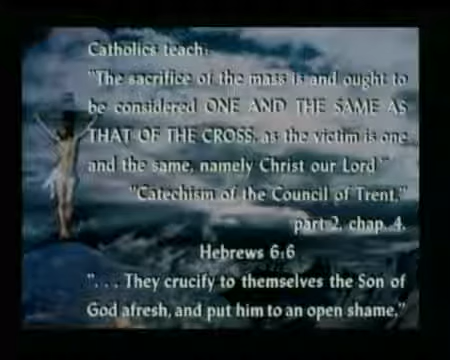 Catholics teach:
"The sacrifice of the mass is and ought to
be considered ONE AND THE SAME AS
THAT OF THE CROSS, as the victim is one
and the same, namely Christ our Lord"
"Catechism of the Council of Trent,"
part 2, chap. 4.
Hebrews 6:6
". . . They crucify to themselves the Son of
God afresh, and put him to an open shame."